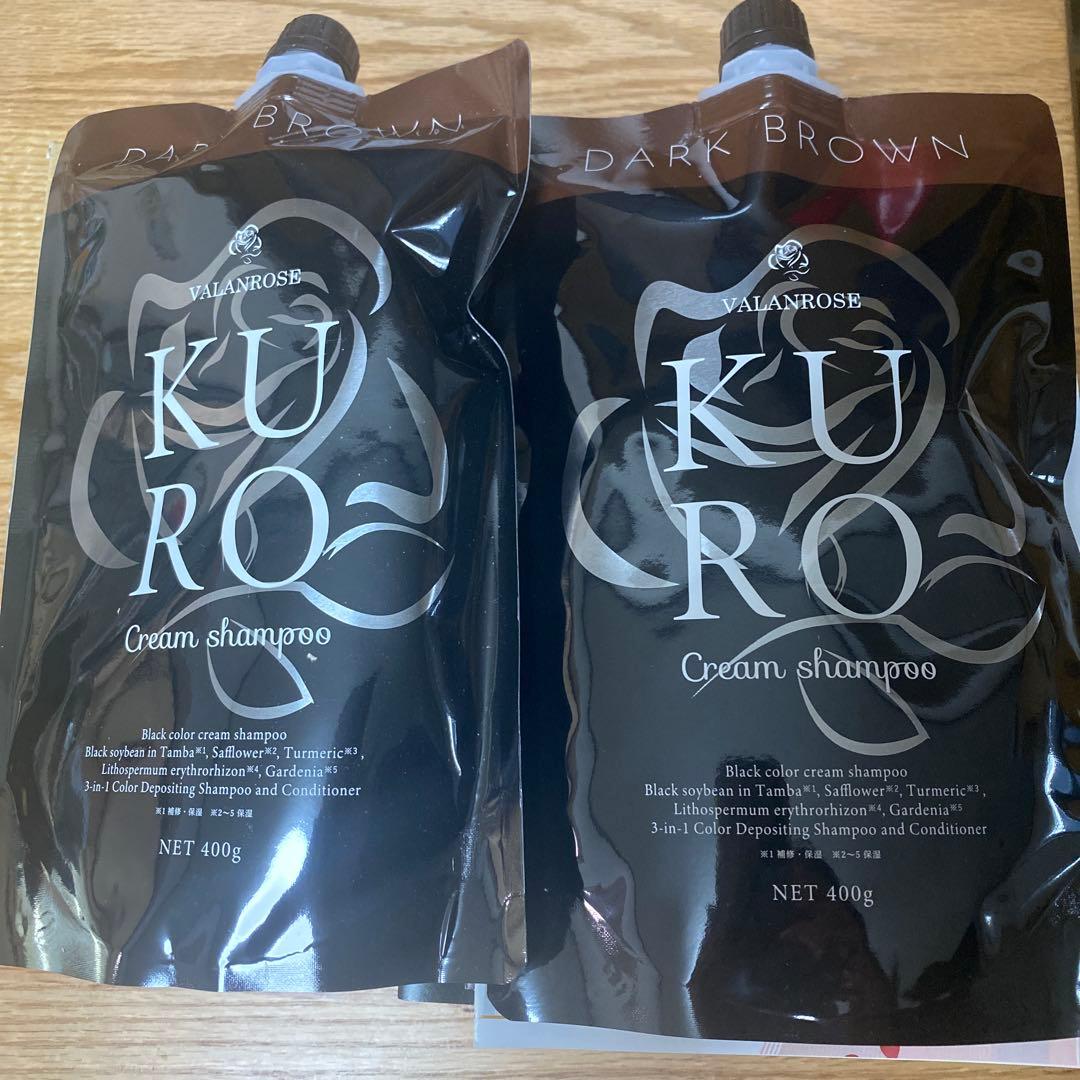 DARK BROWN
VALANROSE
KU
RO
Cream shampoo
Black color cream shampoo
Black soybean in Tamba※1, Safflower※2, Turmeric※3,
Lithospermum erythrorhizon※4, Gardenia※5
3-in-1 Color Depositing Shampoo and Conditioner
※1 補修・保湿 ※2~5 保湿
NET 400g
DARK BROWN
VALANROSE
KU
RO
Cream shampoo
Black color cream shampoo
Black soybean in Tamba※1, Safflower※2, Turmeric※3,
Lithospermum erythrorhizon※4, Gardenia※5
3-in-1 Color Depositing Shampoo and Conditioner
※1 補修・保湿 ※2~5 保湿
NET 400g